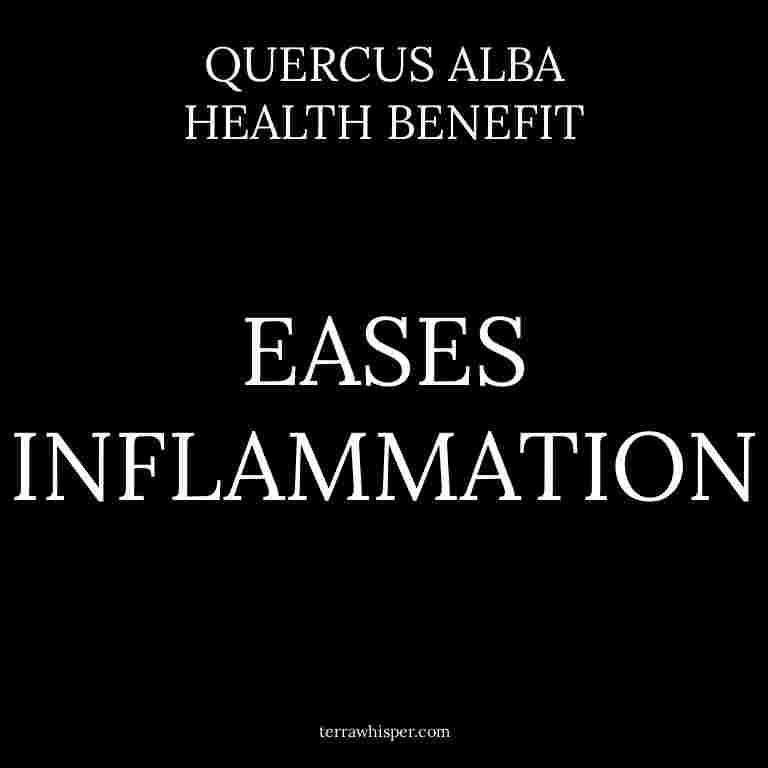 QUERCUS ALBA
HEALTH BENEFIT
EASES
INFLAMMATION
terrawhisper.com